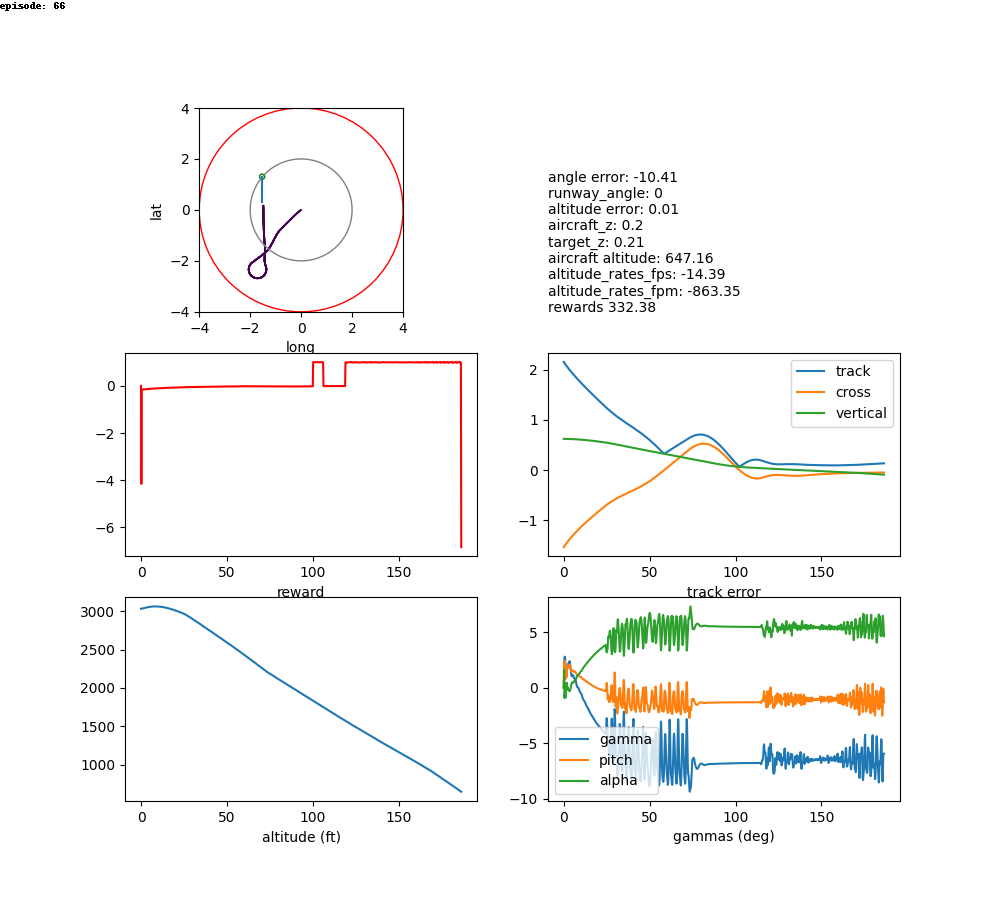 episode: 66
4
2
0
−2
−4
lat
−4 −2 0 2 4
long
angle error: -10.41
runway_angle: 0
altitude error: 0.01
aircraft_z: 0.2
target_z: 0.21
aircraft altitude: 647.16
altitude_rates_fps: -14.39
altitude_rates_fpm: -863.35
rewards 332.38
0
−2
−4
−6
0 50 100 150
reward
2
1
0
−1
track
cross
vertical
0 50 100 150
track error
3000
2500
2000
1500
1000
0 50 100 150
altitude (ft)
5
0
−5
−10
gamma
pitch
alpha
0 50 100 150
gammas (deg)